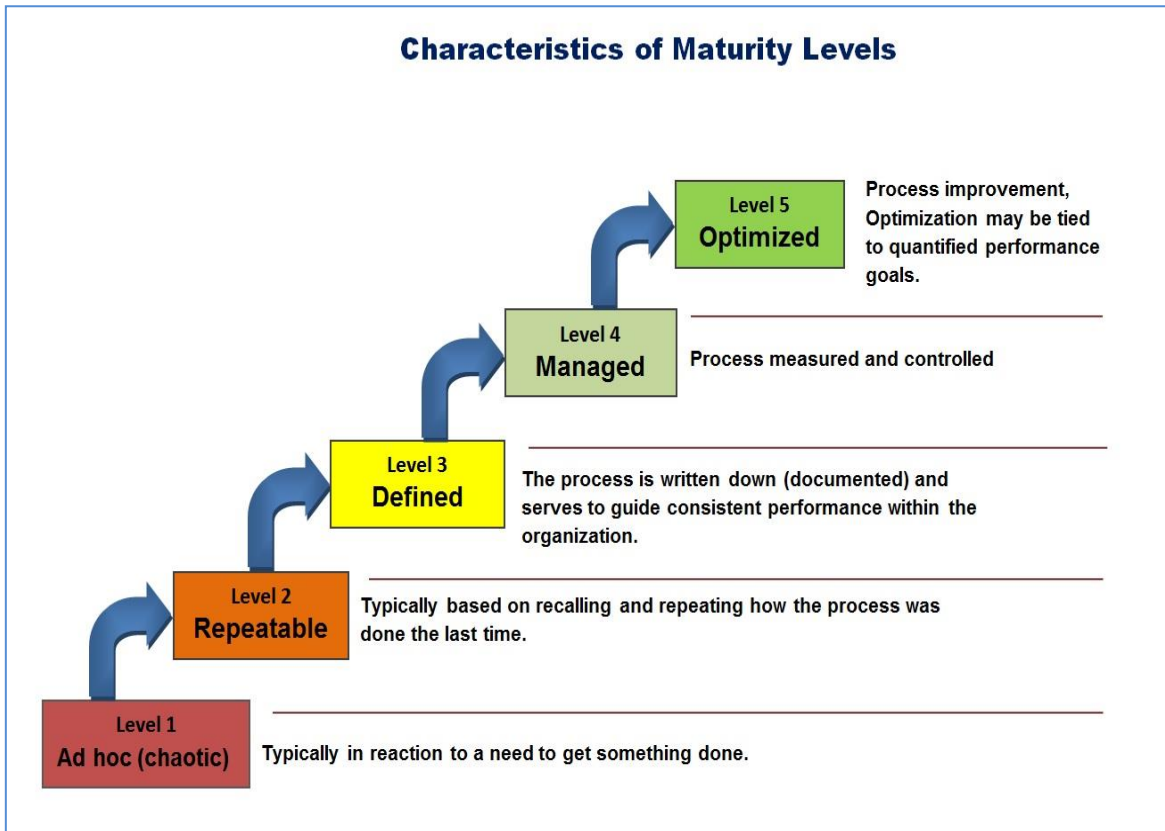 Characteristics of Maturity Levels
Level 5
Optimized
Process improvement,
Optimization may be tied
to quantified performance
goals.
Level 4
Managed
Process measured and controlled
Level 3
Defined
The process is written down (documented) and
serves to guide consistent performance within the
organization.
Level 2
Repeatable
Typically based on recalling and repeating how the process was
done the last time.
Level 1
Ad hoc (chaotic)
Typically in reaction to a need to get something done.